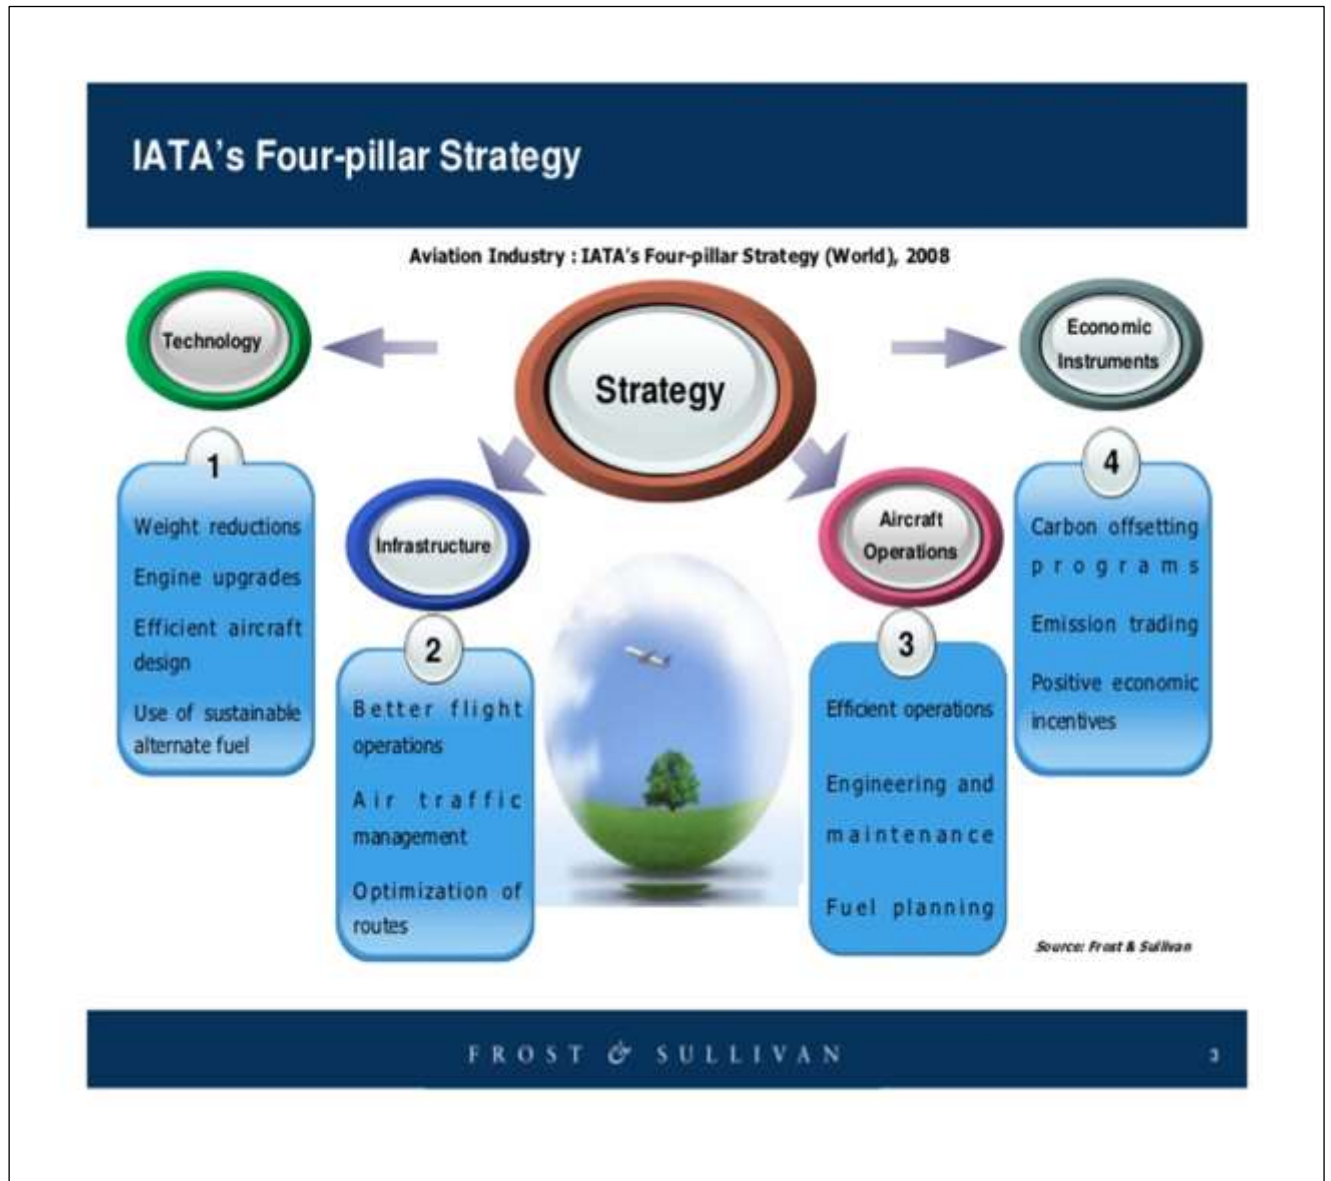 IATA's Four-pillar Strategy
Aviation Industry : IATA's Four-pillar Strategy (World), 2008
Technology
Strategy
Economic
Instruments
1
Weight reductions
Engine upgrades
Efficient aircraft
design
Use of sustainable
alternate fuel
Infrastructure
2
Better flight
operations
Air traffic
management
Optimization of
routes
Aircraft
Operations
3
Efficient operations
Engineering and
maintenance
Fuel planning
4
Carbon offsetting
programs
Emission trading
Positive economic
incentives
Source: Frost & Sullivan
FROST & SULLIVAN
3